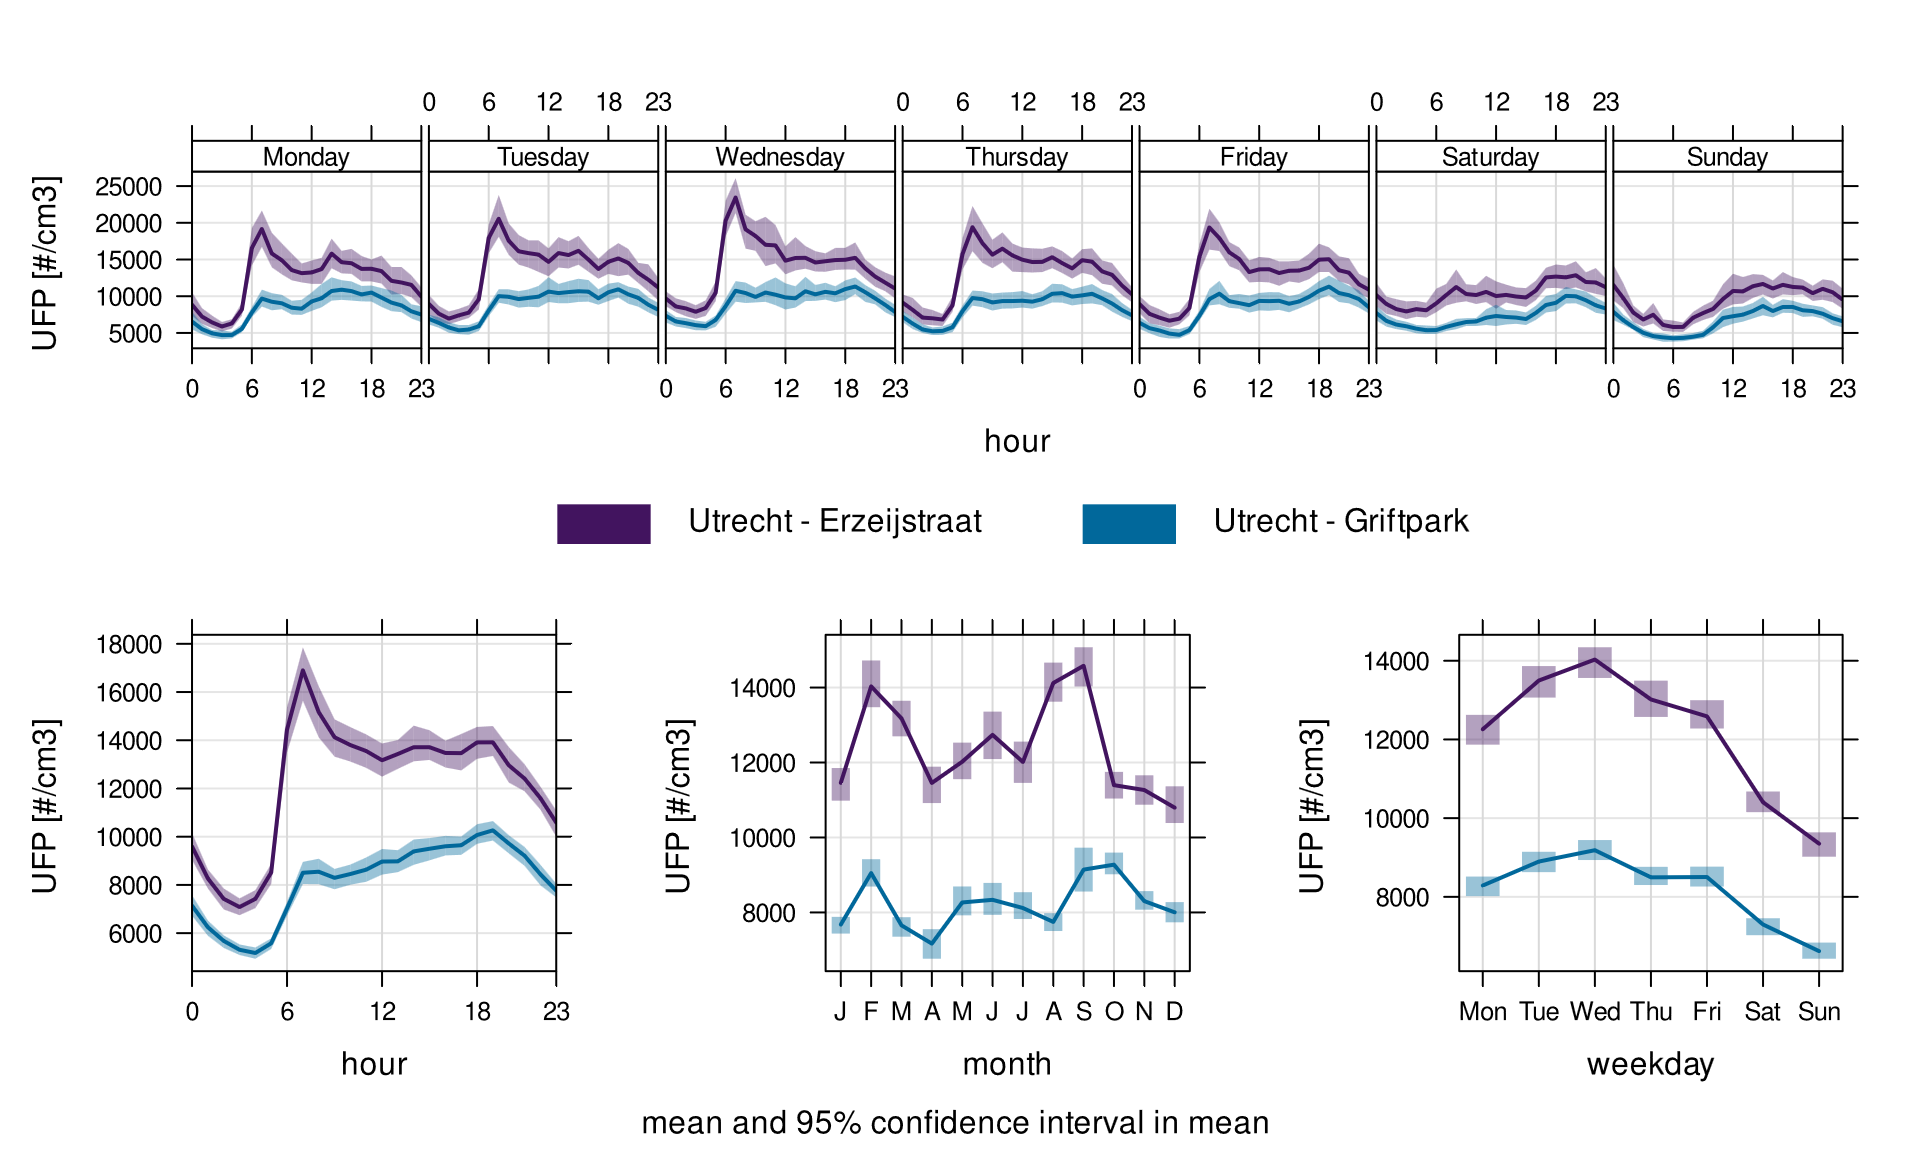 0 6 12 18 23 0 6 12 18 23 0 6 12 18 23
Monday Tuesday Wednesday Thursday Friday Saturday Sunday
UFP [#/cm3]
25000
20000
15000
10000
5000
0 6 12 18 23 0 6 12 18 23 0 6 12 18 23 0 6 12 18 23
hour
Utrecht - Erzeijstraat Utrecht - Griftpark
UFP [#/cm3]
18000
16000
14000
12000
10000
8000
6000
0 6 12 18 23
hour
UFP [#/cm3]
14000
12000
10000
8000
J F M A M J J A S O N D
month
UFP [#/cm3]
14000
12000
10000
8000
Mon Tue Wed Thu Fri Sat Sun
weekday
mean and 95% confidence interval in mean